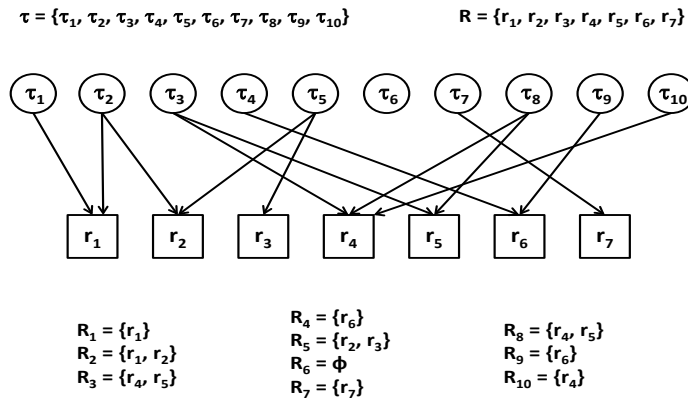 τ = {τ₁, τ₂, τ₃, τ₄, τ₅, τ₆, τ₇, τ₈, τ₉, τ₁₀} R = {r₁, r₂, r₃, r₄, r₅, r₆, r₇}
τ₁ τ₂ τ₃ τ₄ τ₅ τ₆ τ₇ τ₈ τ₉ τ₁₀
r₁ r₂ r₃ r₄ r₅ r₆ r₇
R₁ = {r₁}
R₂ = {r₁, r₂}
R₃ = {r₄, r₅}
R₄ = {r₆}
R₅ = {r₂, r₃}
R₆ = ϕ
R₇ = {r₇}
R₈ = {r₄, r₅}
R₉ = {r₆}
R₁₀ = {r₄}